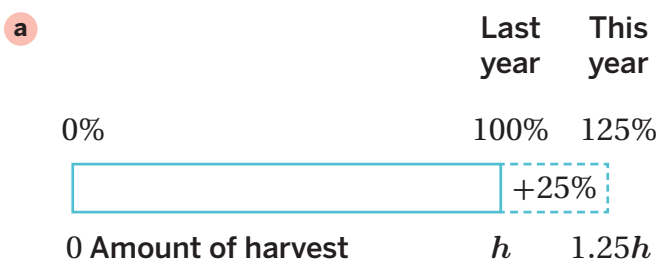 a Last This
year year
0% 100% 125%
+25%
0 Amount of harvest h 1.25h